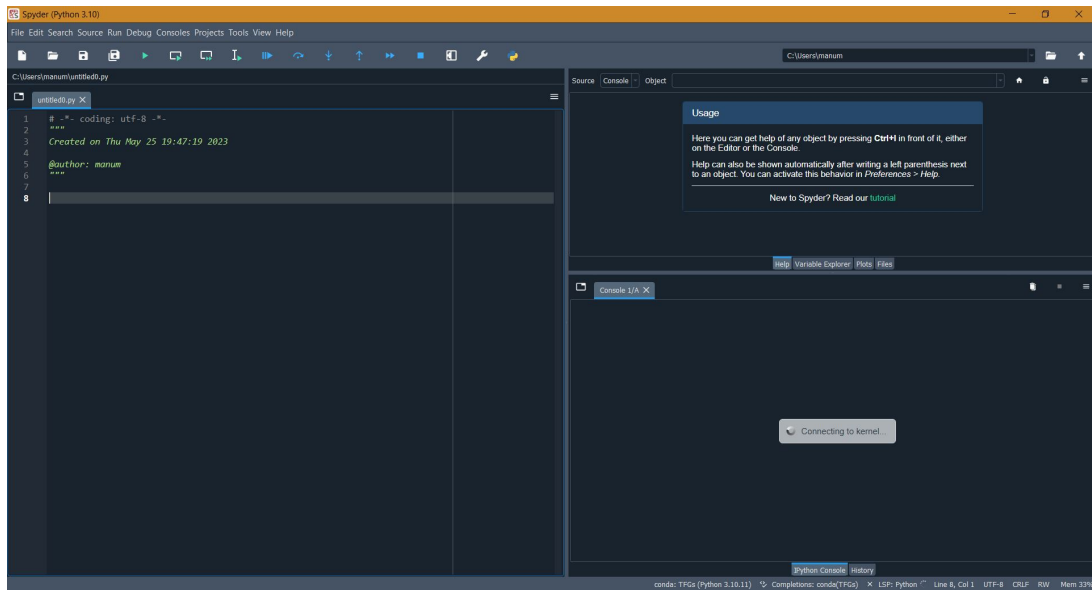 Spyder (Python 3.10)
File Edit Search Source Run Debug Consoles Projects Tools View Help
C:\Users\manum
C:\Users\manum\untitled0.py
untitled0.py
1 # -*- coding: utf-8 -*-
2 """
3 Created on Thu May 25 19:47:19 2023
4
5 @author: manum
6 """
7
8
Source Console Object
Usage
Here you can get help of any object by pressing Ctrl+I in front of it, either
on the Editor or the Console.
Help can also be shown automatically after writing a left parenthesis next
to an object. You can activate this behavior in Preferences > Help.
New to Spyder? Read our tutorial
Help Variable Explorer Plots Files
Console 1/A
Connecting to kernel...
IPython Console History
conda: TFGs (Python 3.10.11) Completions: conda(TFGs) LSP: Python Line 8, Col 1 UTF-8 CRLF RW Mem 33%